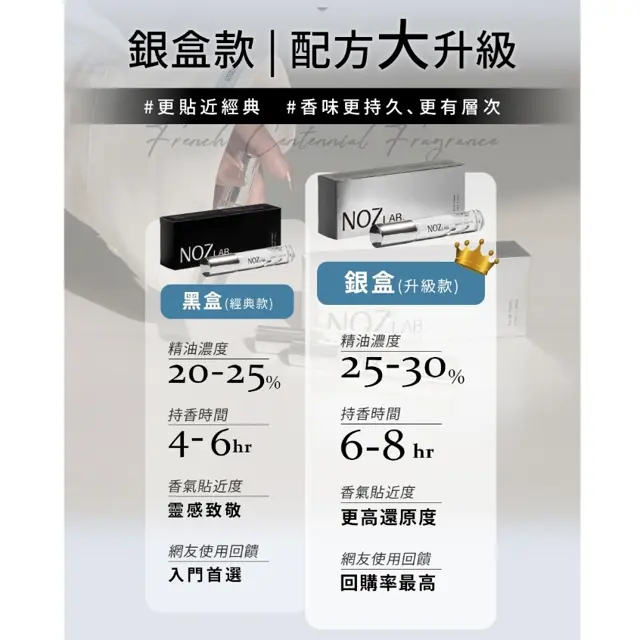 銀盒款 | 配方大升級
#更貼近經典 #香味更持久、更有層次
French Centennial Fragrance
NOZ LAB.
NOZ LAB.
NOZ
黑盒(經典款)
銀盒(升級款)
NOZ LAB
精油濃度
20-25%
持香時間
4-6hr
香氣貼近度
靈感致敬
網友使用回饋
入門首選
精油濃度
25-30%
持香時間
6-8 hr
香氣貼近度
更高還原度
網友使用回饋
回購率最高